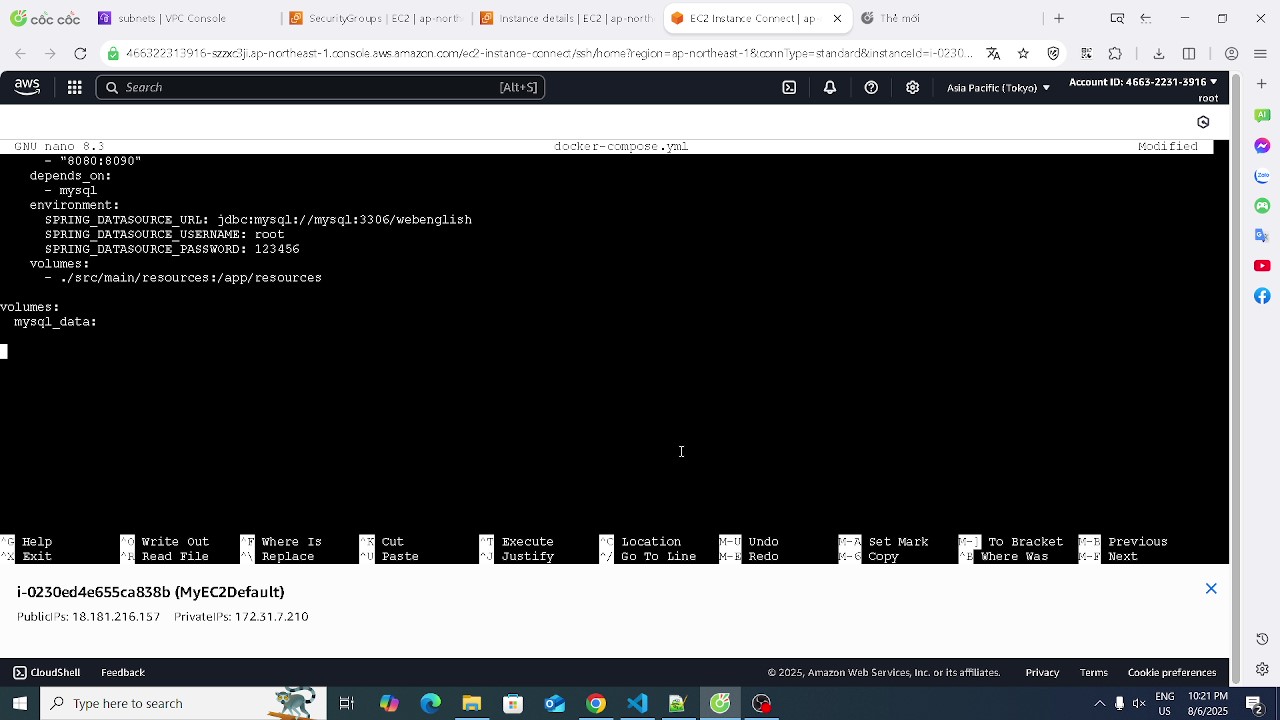 cốc cốc
subnets | VPC Console
SecurityGroups | EC2 | ap-north
Instance details | EC2 | ap-north
EC2 Instance Connect | ap-
Thẻ mới
466322313916-szzxc3jj.ap-northeast-1.console.aws.amazon.com/ec2-instance-connect/ssh/home?region=ap-northeast-1&connType=standard&instanceId=i-0230...
aws
Search
[Alt+S]
Asia Pacific (Tokyo)
Account ID: 4663-2231-3916
root
GNU nano 8.3
docker-compose.yml
Modified
- "8080:8090"
depends_on:
- mysql
environment:
SPRING_DATASOURCE_URL: jdbc:mysql://mysql:3306/webenglish
SPRING_DATASOURCE_USERNAME: root
SPRING_DATASOURCE_PASSWORD: 123456
volumes:
- ./src/main/resources:/app/resources
volumes:
mysql_data:
^G Help ^O Write Out ^F Where Is ^K Cut ^T Execute ^C Location M-U Undo M-A Set Mark M-] To Bracket M-B Previous
^X Exit ^R Read File ^\ Replace ^U Paste ^J Justify ^/ Go To Line M-E Redo M-6 Copy ^B Where Was M-F Next
i-0230ed4e655ca838b (MyEC2Default)
PublicIPs: 18.181.216.157 PrivateIPs: 172.31.7.210
CloudShell
Feedback
© 2025, Amazon Web Services, Inc. or its affiliates.
Privacy
Terms
Cookie preferences
AI
Zalo
Type here to search
ENG
US
10:21 PM
8/6/2025
2